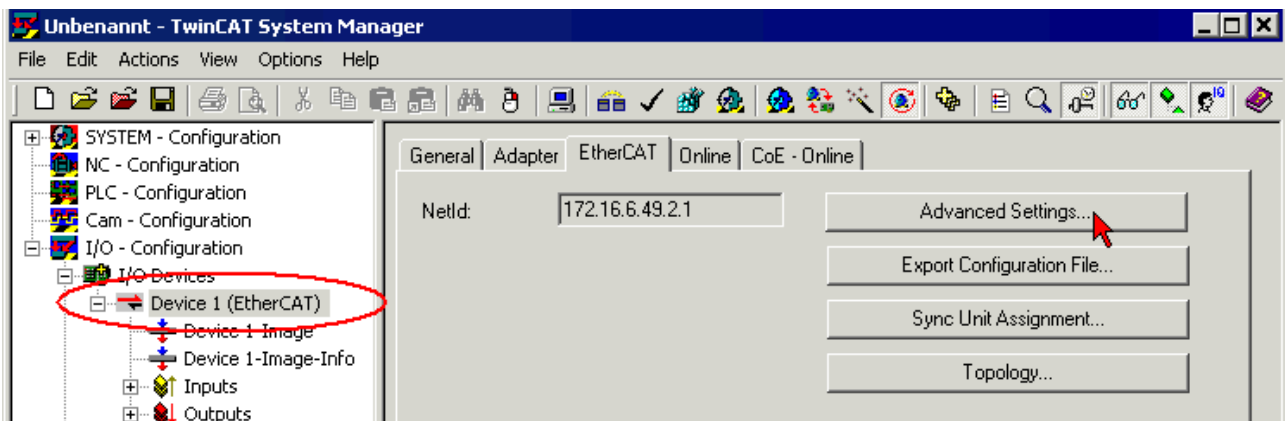 Unbenannt - TwinCAT System Manager
File Edit Actions View Options Help
SYSTEM - Configuration
NC - Configuration
PLC - Configuration
Cam - Configuration
I/O - Configuration
I/O Devices
Device 1 (EtherCAT)
Device 1-Image
Device 1-Image-Info
Inputs
Outputs
General Adapter EtherCAT Online CoE - Online
NetId: 172.16.6.49.2.1
Advanced Settings...
Export Configuration File...
Sync Unit Assignment...
Topology...